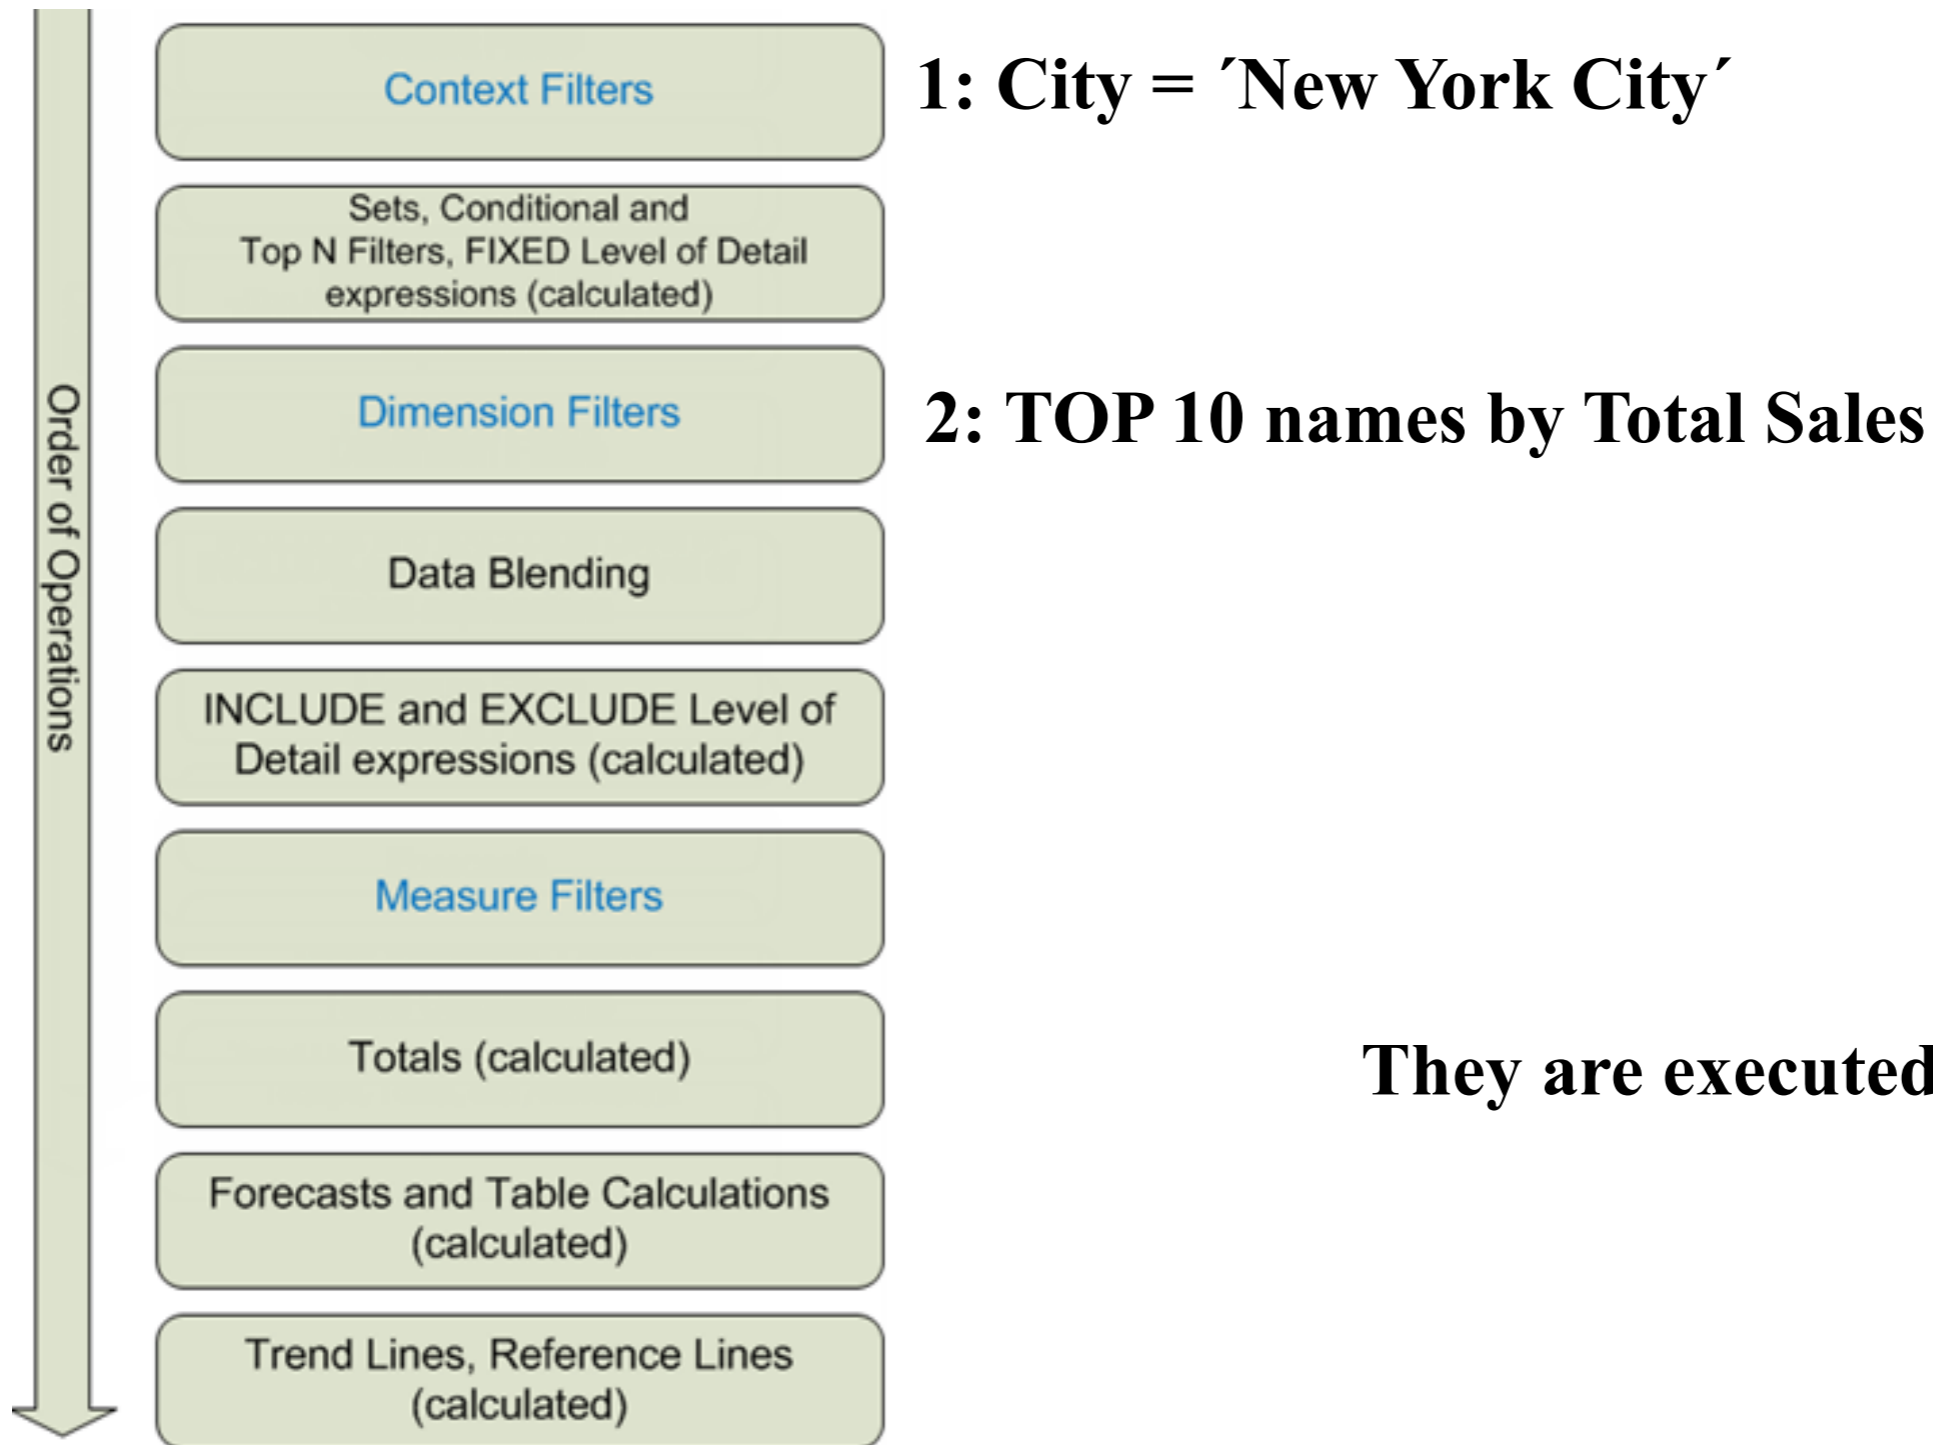 Order of Operations
Context Filters
1: City = ´New York City´
Sets, Conditional and
Top N Filters, FIXED Level of Detail
expressions (calculated)
Dimension Filters
2: TOP 10 names by Total Sales
Data Blending
INCLUDE and EXCLUDE Level of
Detail expressions (calculated)
Measure Filters
Totals (calculated)
They are executed
Forecasts and Table Calculations
(calculated)
Trend Lines, Reference Lines
(calculated)